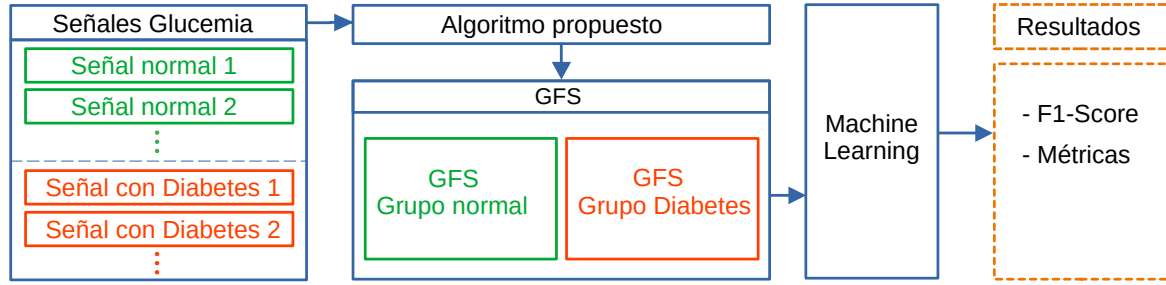 Señales Glucemia
Señal normal 1
Señal normal 2
Señal con Diabetes 1
Señal con Diabetes 2
Algoritmo propuesto
GFS
GFS
Grupo normal
GFS
Grupo Diabetes
Machine
Learning
Resultados
- F1-Score
- Métricas